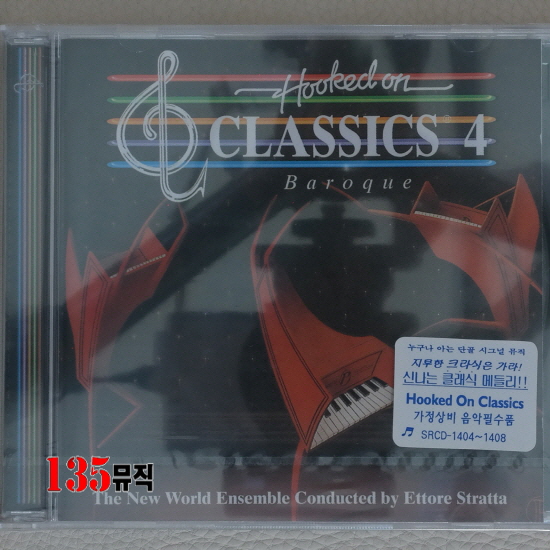 Hooked on
CLASSICS 4
Baroque
누구나 아는 단골 시그널 뮤직
지루한 크라식은 가라!
신나는 클래식 메들리!!
Hooked On Classics
가정상비 음악필수품
SRCD-1404~1408
135뮤직
The New World Ensemble Conducted by Ettore Stratta